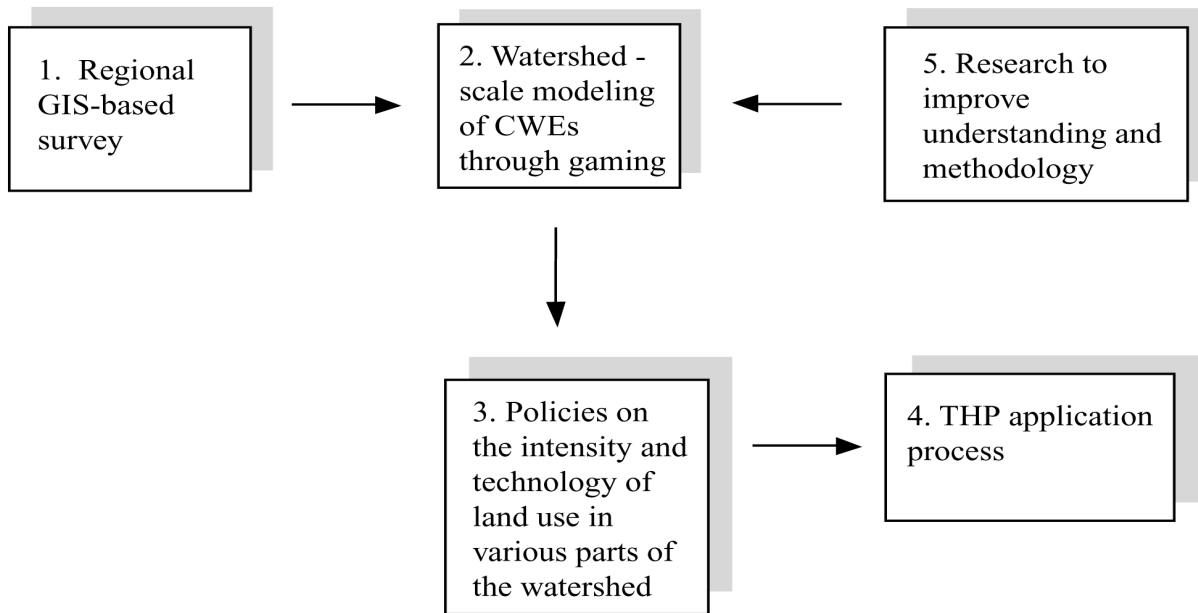 1. Regional
GIS-based
survey
2. Watershed -
scale modeling
of CWEs
through gaming
5. Research to
improve
understanding and
methodology
3. Policies on
the intensity and
technology of
land use in
various parts of
the watershed
4. THP application
process